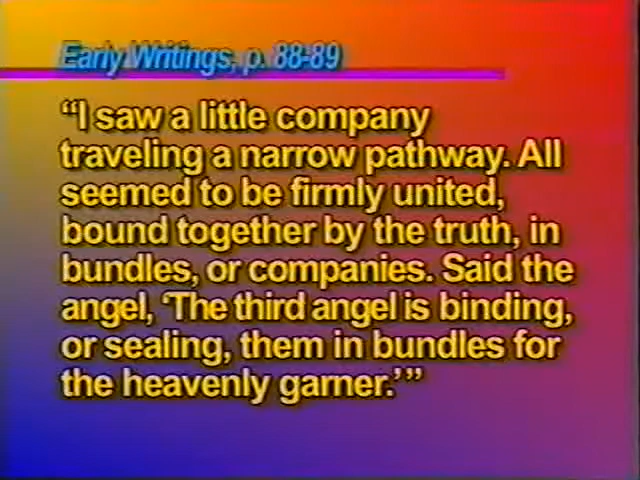 Early Writings, p. 88-89
“I saw a little company
traveling a narrow pathway. All
seemed to be firmly united,
bound together by the truth, in
bundles, or companies. Said the
angel, ‘The third angel is binding,
or sealing, them in bundles for
the heavenly garner.’”